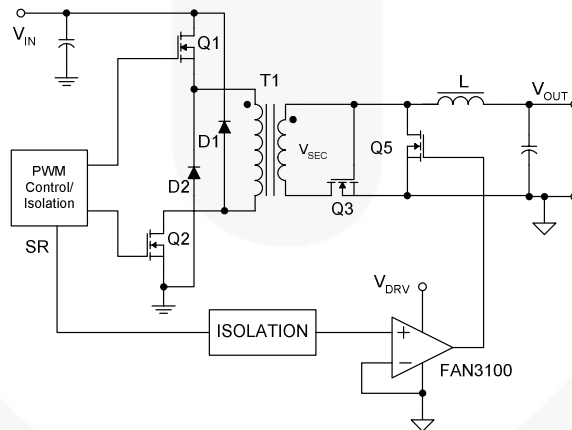 V_IN
Q1
T1
L
V_OUT
D1
V_SEC
Q5
PWM
Control/
Isolation
D2
Q3
SR
Q2
V_DRV
ISOLATION
+
−
FAN3100